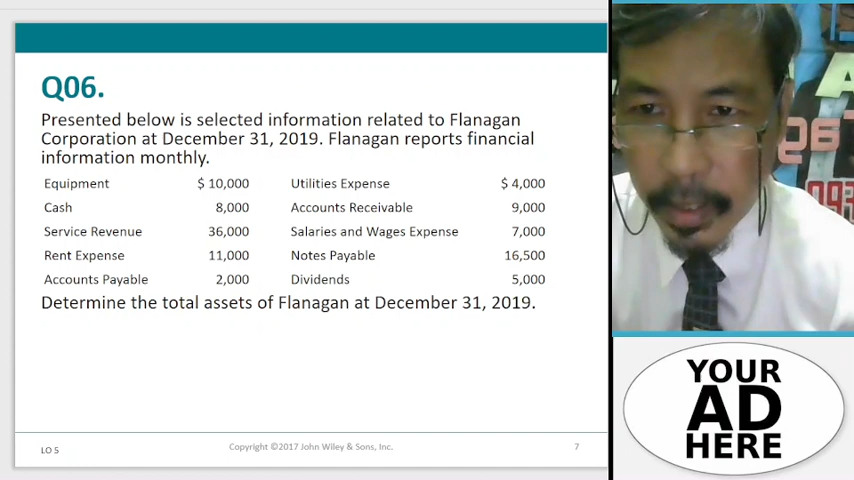 Q06.
Presented below is selected information related to Flanagan
Corporation at December 31, 2019. Flanagan reports financial
information monthly.
Equipment $ 10,000 Utilities Expense $ 4,000
Cash 8,000 Accounts Receivable 9,000
Service Revenue 36,000 Salaries and Wages Expense 7,000
Rent Expense 11,000 Notes Payable 16,500
Accounts Payable 2,000 Dividends 5,000
Determine the total assets of Flanagan at December 31, 2019.
LO 5
Copyright ©2017 John Wiley & Sons, Inc.
7
YOUR
AD
HERE